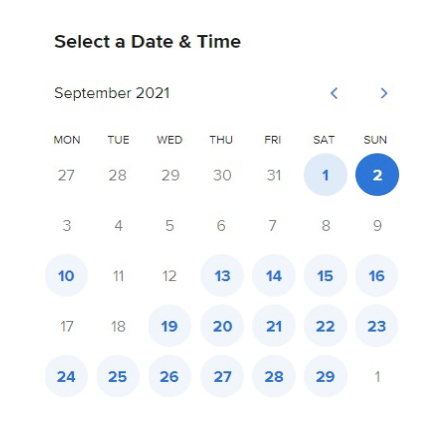 Select a Date & Time
September 2021
MON TUE WED THU FRI SAT SUN
27 28 29 30 31 1 2
3 4 5 6 7 8 9
10 11 12 13 14 15 16
17 18 19 20 21 22 23
24 25 26 27 28 29 1